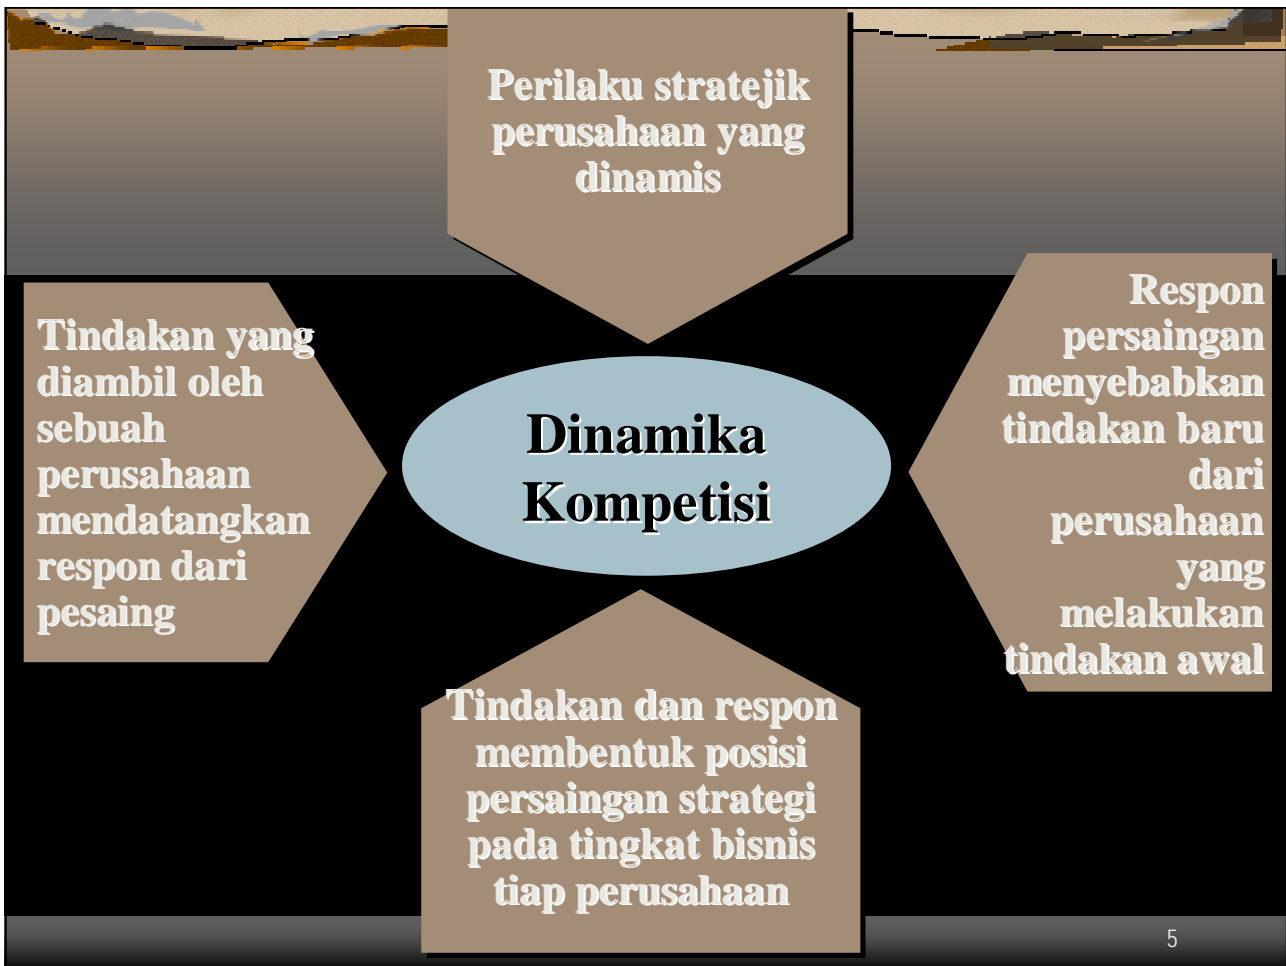 Perilaku stratejik
perusahaan yang
dinamis
Tindakan yang
diambil oleh
sebuah
perusahaan
mendatangkan
respon dari
pesaing
Dinamika
Kompetisi
Respon
persaingan
menyebabkan
tindakan baru
dari
perusahaan
yang
melakukan
tindakan awal
Tindakan dan respon
membentuk posisi
persaingan strategi
pada tingkat bisnis
tiap perusahaan
5